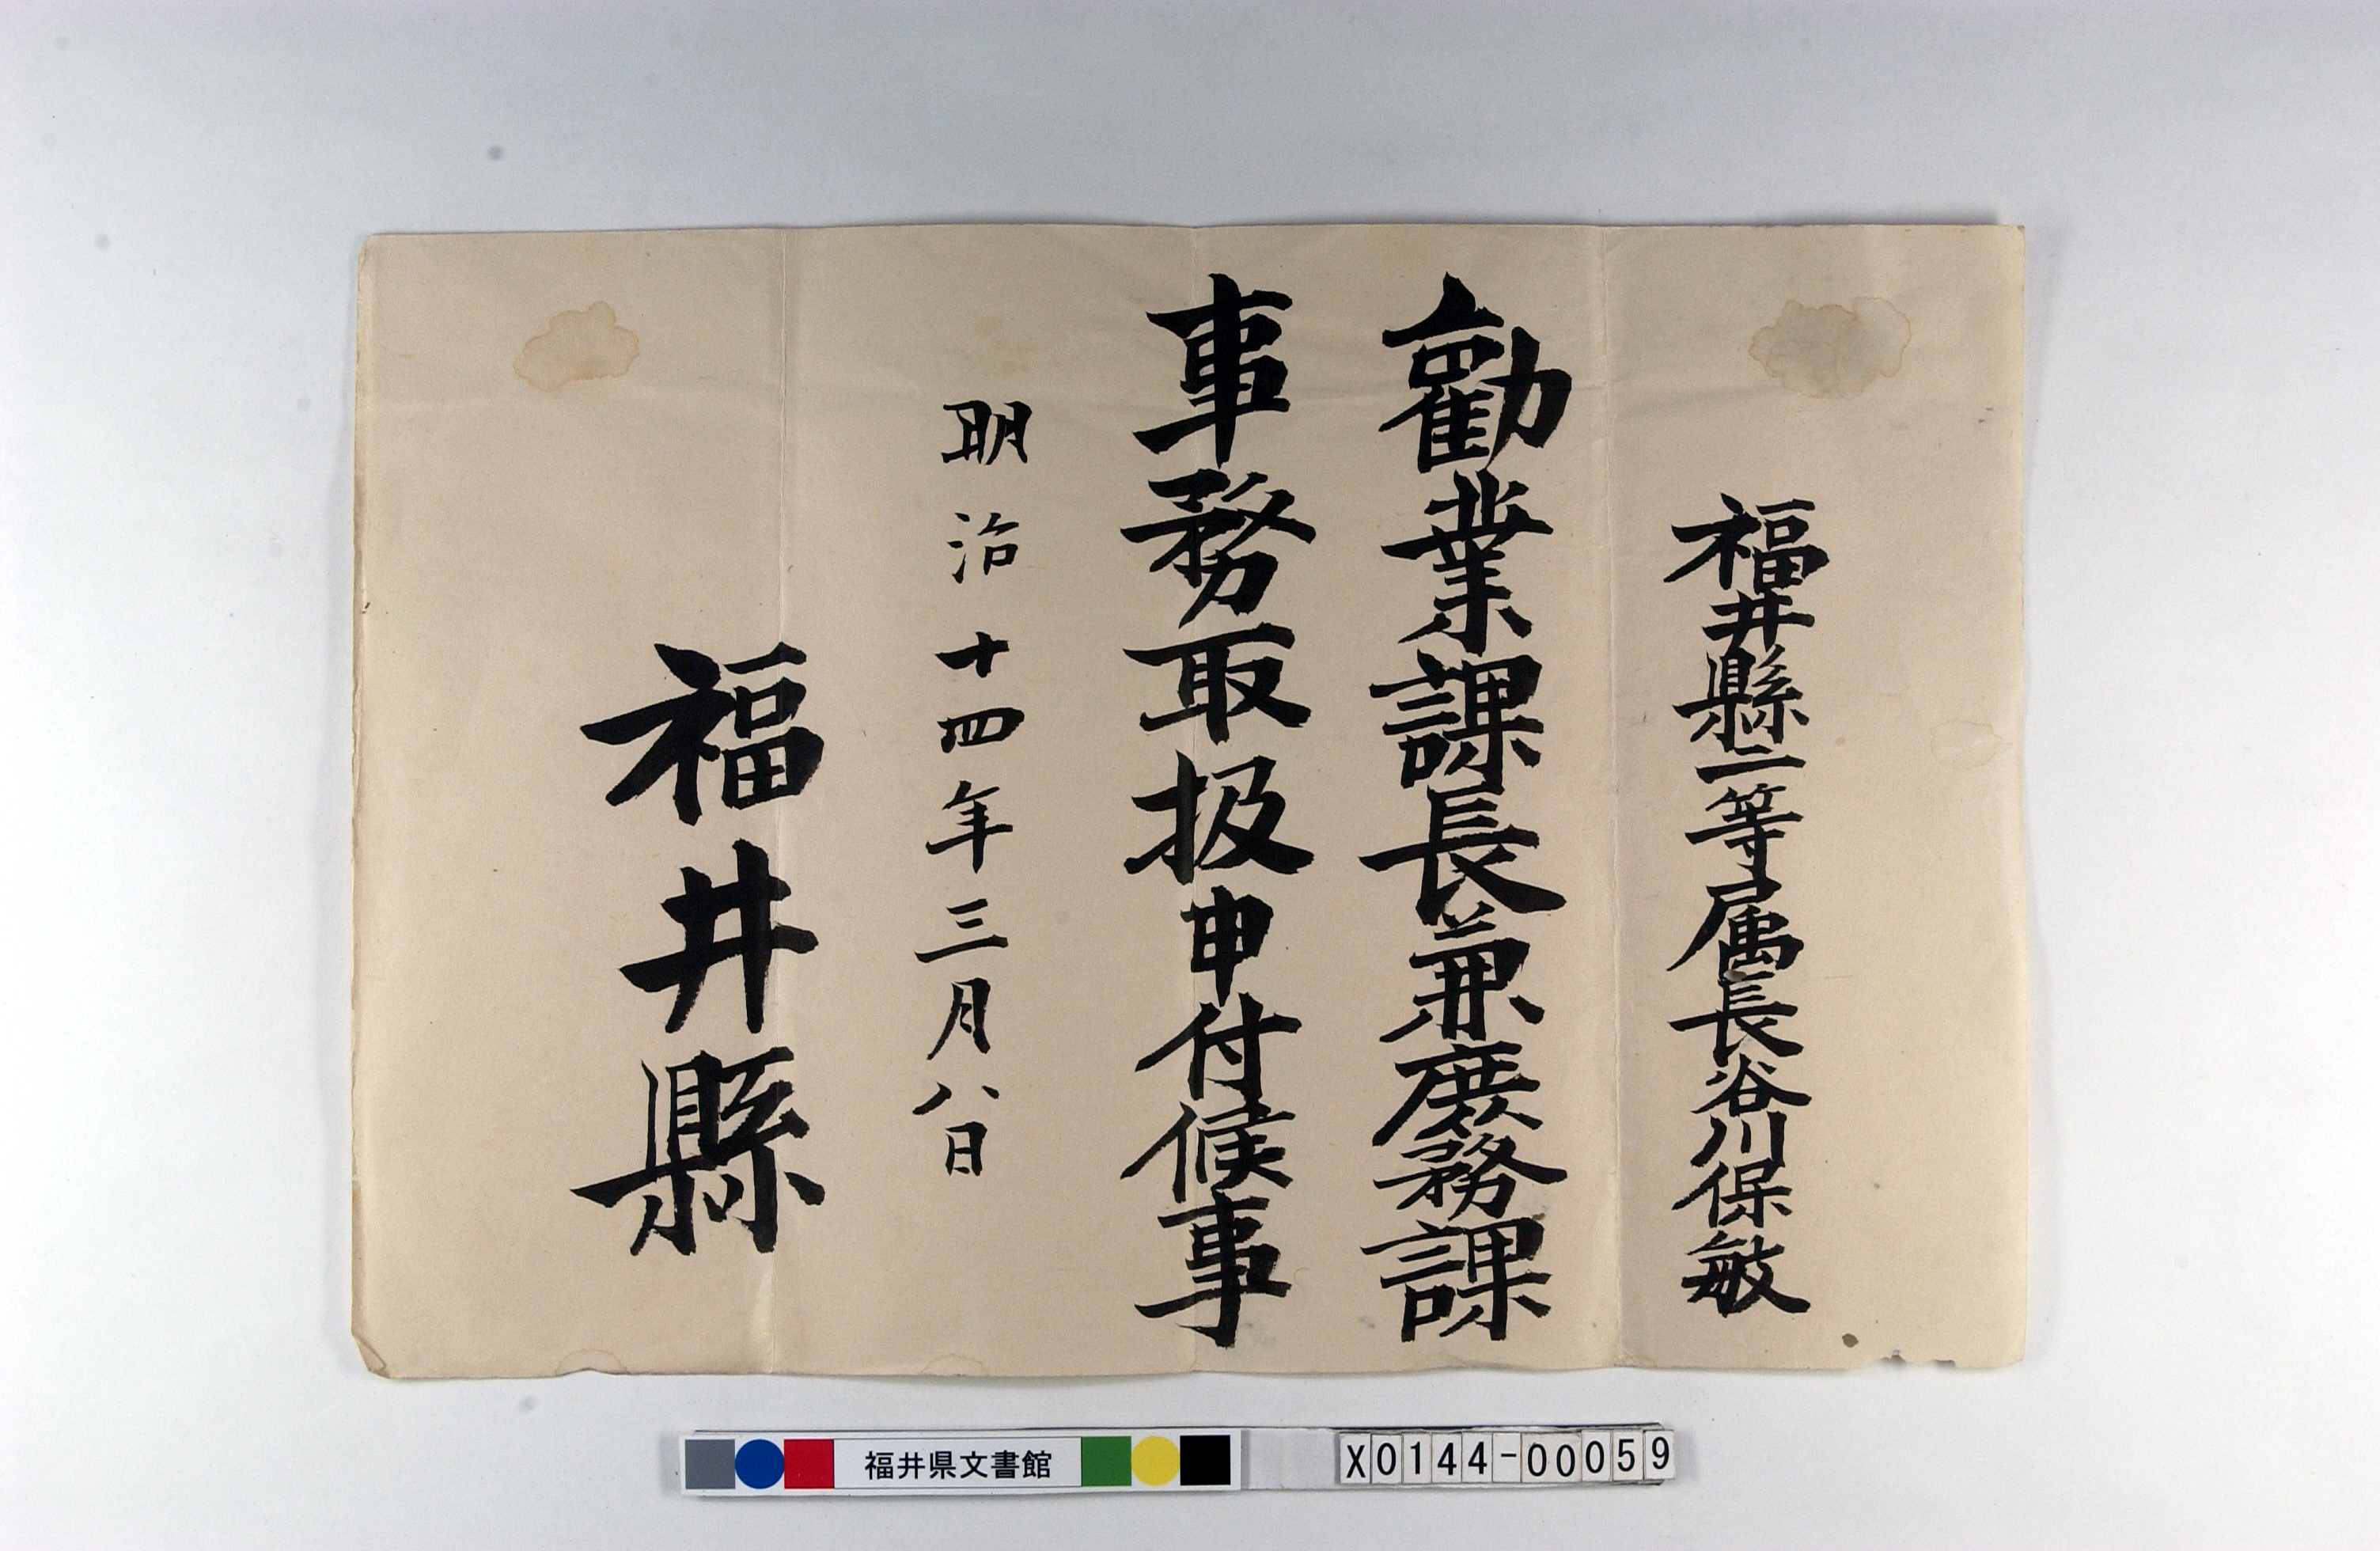 福井縣二等属長谷川保敏
勸業課長兼庶務課
事務取扱申付候事
明治十四年三月八日
福井縣
福井県文書館
X0144-00059